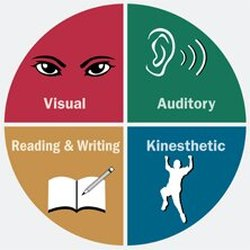 Visual
Auditory
Reading & Writing
Kinesthetic